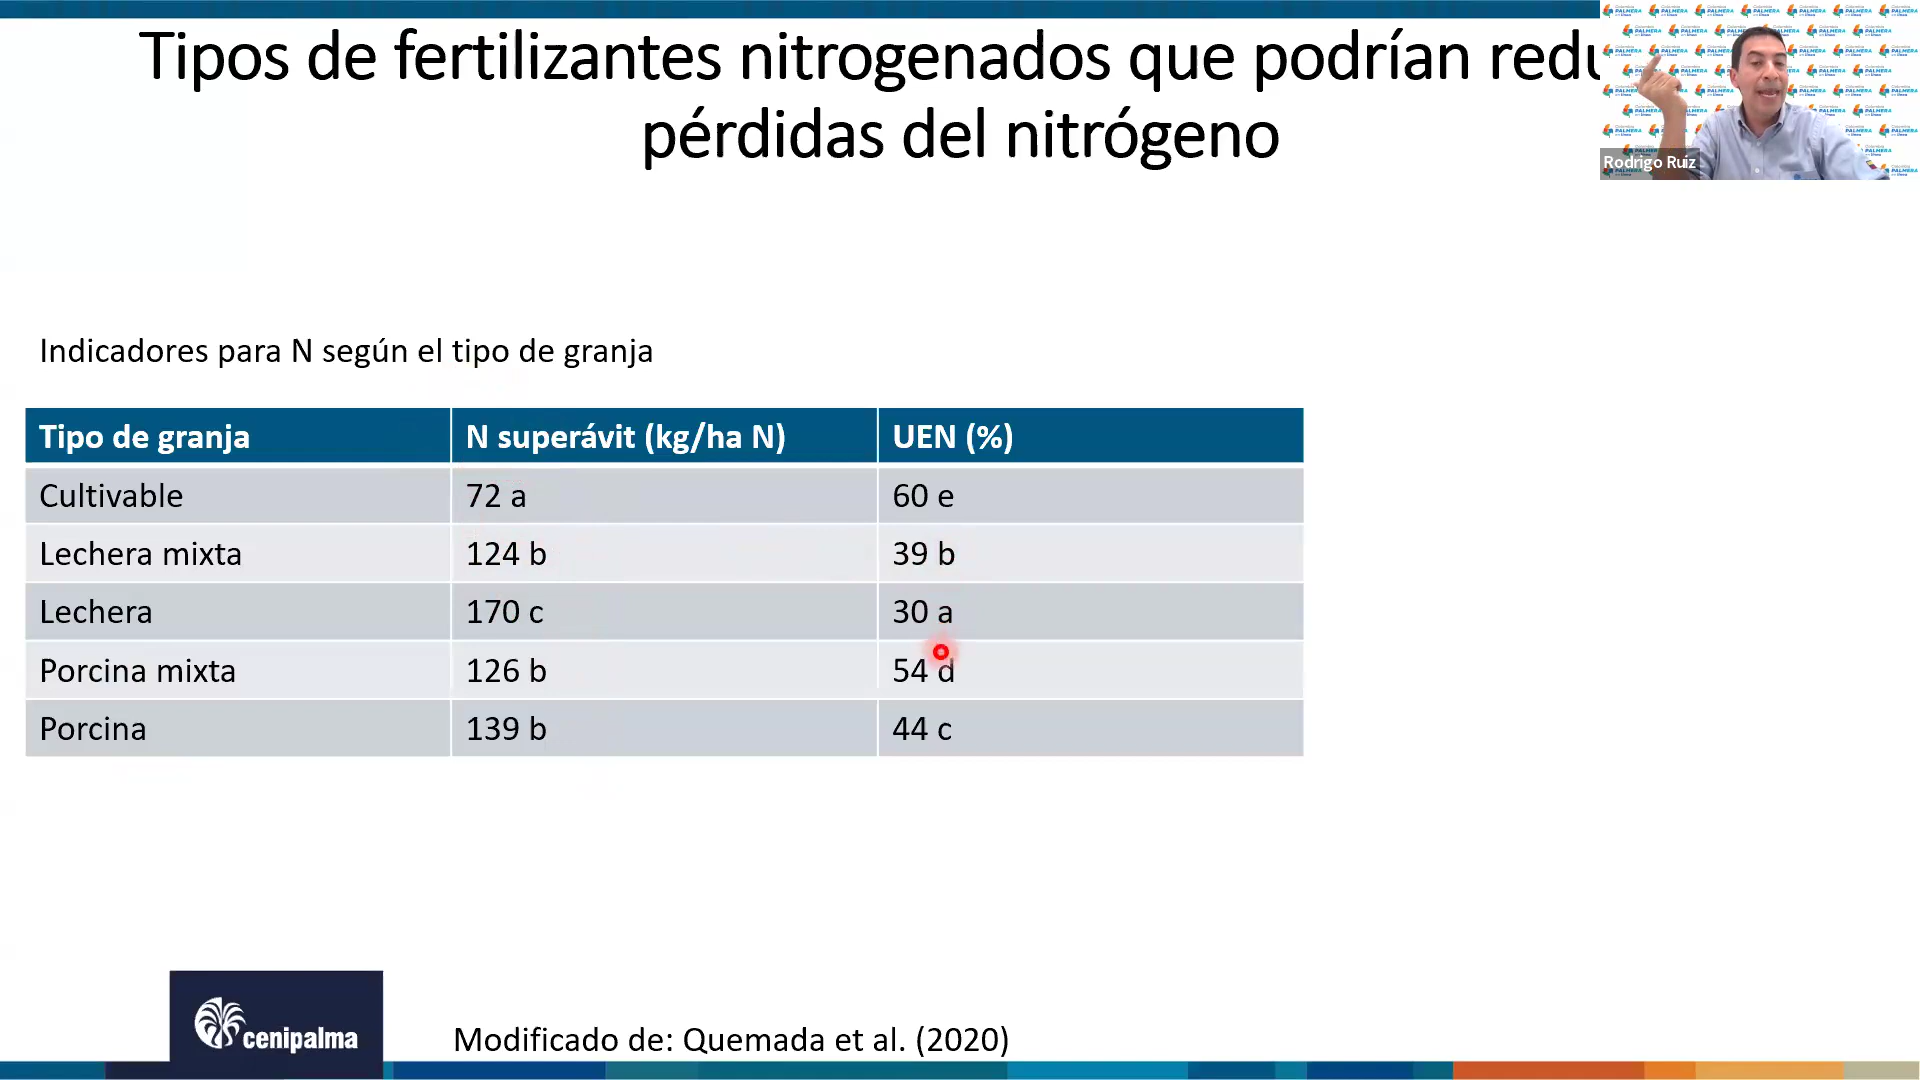 Tipos de fertilizantes nitrogenados que podrían redu
pérdidas del nitrógeno
Rodrigo Ruiz
Indicadores para N según el tipo de granja
Tipo de granja N superávit (kg/ha N) UEN (%)
Cultivable 72 a 60 e
Lechera mixta 124 b 39 b
Lechera 170 c 30 a
Porcina mixta 126 b 54 d
Porcina 139 b 44 c
cenipalma
Modificado de: Quemada et al. (2020)